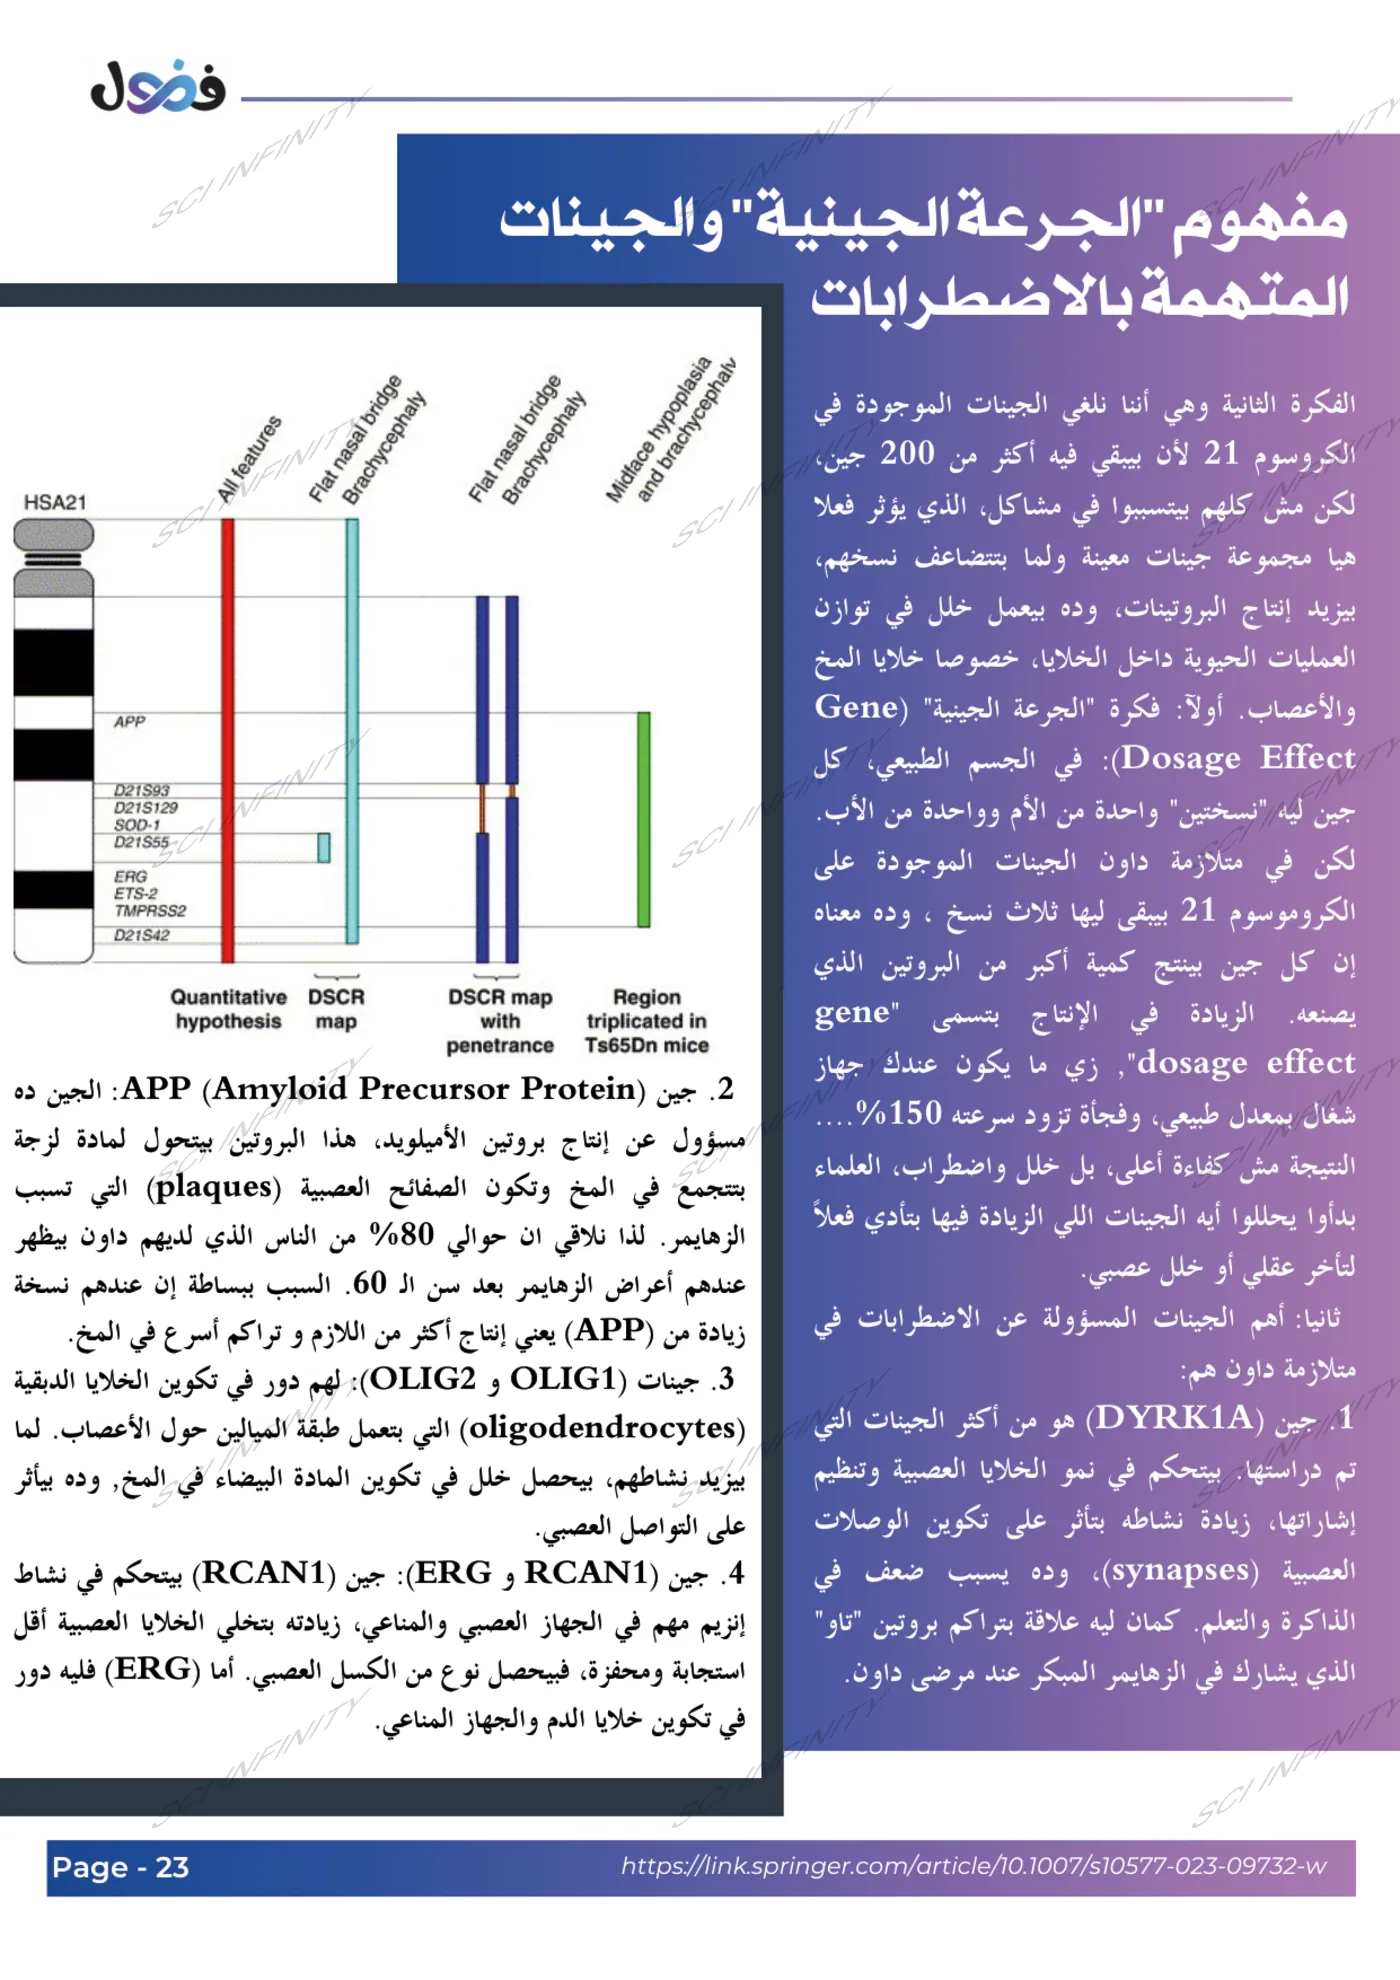 فضول
مفهوم "الجرعة الجينية" والجينات
المتهمة بالاضطرابات
الفكرة الثانية وهي أننا نلغي الجينات الموجودة في
الكروسوم 21 لأن بيبقي فيه أكثر من 200 جين،
لكن مش كلهم بيتسببوا في مشاكل، الذي يؤثر فعلا
هيا مجموعة جينات معينة ولما بتتضاعف نسخهم،
بيزيد إنتاج البروتينات، وده بيعمل خلل في توازن
العمليات الحيوية داخل الخلايا، خصوصا خلايا المخ
والأعصاب. أولآ: فكرة "الجرعة الجينية" (Gene
Dosage Effect): في الجسم الطبيعي، كل
جين ليه "نسختين" واحدة من الأم وواحدة من الأب.
لكن في متلازمة داون الجينات الموجودة على
الكروموسوم 21 بيبقى ليها ثلاث نسخ ، وده معناه
إن كل جين بينتج كمية أكبر من البروتين الذي
يصنعه. الزيادة في الإنتاج بتسمى "gene
dosage effect", زي ما يكون عندك جهاز
شغال بمعدل طبيعي، وفجأة تزود سرعته 150%....
النتيجة مش كفاءة أعلى، بل خلل واضطراب، العلماء
بدأوا يحللوا أيه الجينات اللي الزيادة فيها بتأدي فعلاً
لتأخر عقلي أو خلل عصبي.
ثانيا: أهم الجينات المسؤولة عن الاضطرابات في
متلازمة داون هم:
1. جين (DYRK1A) هو من أكثر الجينات التي
تم دراستها. بيتحكم في نمو الخلايا العصبية وتنظيم
إشاراتها، زيادة نشاطه بتأثر على تكوين الوصلات
العصبية (synapses)، وده يسبب ضعف في
الذاكرة والتعلم. كمان ليه علاقة بتراكم بروتين "تاو"
الذي يشارك في الزهايمر المبكر عند مرضى داون.
All features
Flat nasal bridge
Brachycephaly
Flat nasal bridge
Brachycephaly
Midface hypoplasia
and brachycephaly
HSA21
APP
D21S93
D21S129
SOD-1
D21S55
ERG
ETS-2
TMPRSS2
D21S42
Quantitative
hypothesis
DSCR
map
DSCR map
with
penetrance
Region
triplicated in
Ts65Dn mice
2. جين APP (Amyloid Precursor Protein): الجين ده
مسؤول عن إنتاج بروتين الأميلويد، هذا البروتين بيتحول لمادة لزجة
بتتجمع في المخ وتكون الصفائح العصبية (plaques) التي تسبب
الزهايمر. لذا نلاقي ان حوالي 80% من الناس الذي لديهم داون بيظهر
عندهم أعراض الزهايمر بعد سن الـ 60. السبب ببساطة إن عندهم نسخة
زيادة من (APP) يعني إنتاج أكثر من اللازم و تراكم أسرع في المخ.
3. جينات (OLIG1 و OLIG2): لهم دور في تكوين الخلايا الدبقية
(oligodendrocytes) التي بتعمل طبقة الميالين حول الأعصاب. لما
بيزيد نشاطهم، بيحصل خلل في تكوين المادة البيضاء في المخ, وده بيأثر
على التواصل العصبي.
4. جين (RCAN1 و ERG): جين (RCAN1) بيتحكم في نشاط
إنزيم مهم في الجهاز العصبي والمناعي، زيادته بتخلي الخلايا العصبية أقل
استجابة ومحفزة، فبيحصل نوع من الكسل العصبي. أما (ERG) فليه دور
في تكوين خلايا الدم والجهاز المناعي.
Page - 23
https://link.springer.com/article/10.1007/s10577-023-09732-w
SCI INFINITY